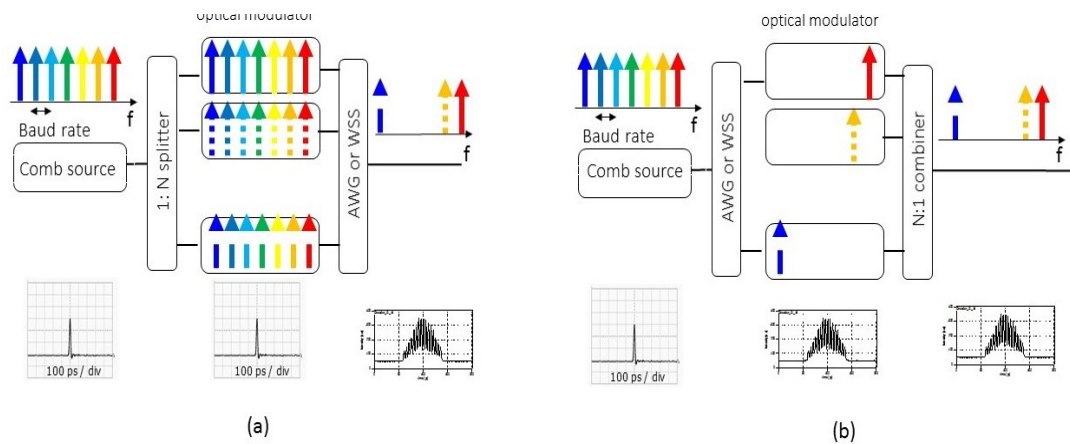 optical modulator
Baud rate
f
Comb source
1: N splitter
AWG or WSS
f
100 ps / div
100 ps / div
(a)
optical modulator
Baud rate
f
Comb source
AWG or WSS
N:1 combiner
f
100 ps / div
(b)